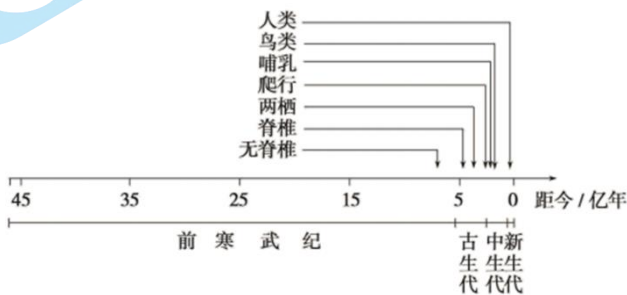 人类
鸟类
哺乳
爬行
两栖
脊椎
无脊椎
45 35 25 15 5 0 距今/亿年
前寒武纪 古生代 中生代 新生代